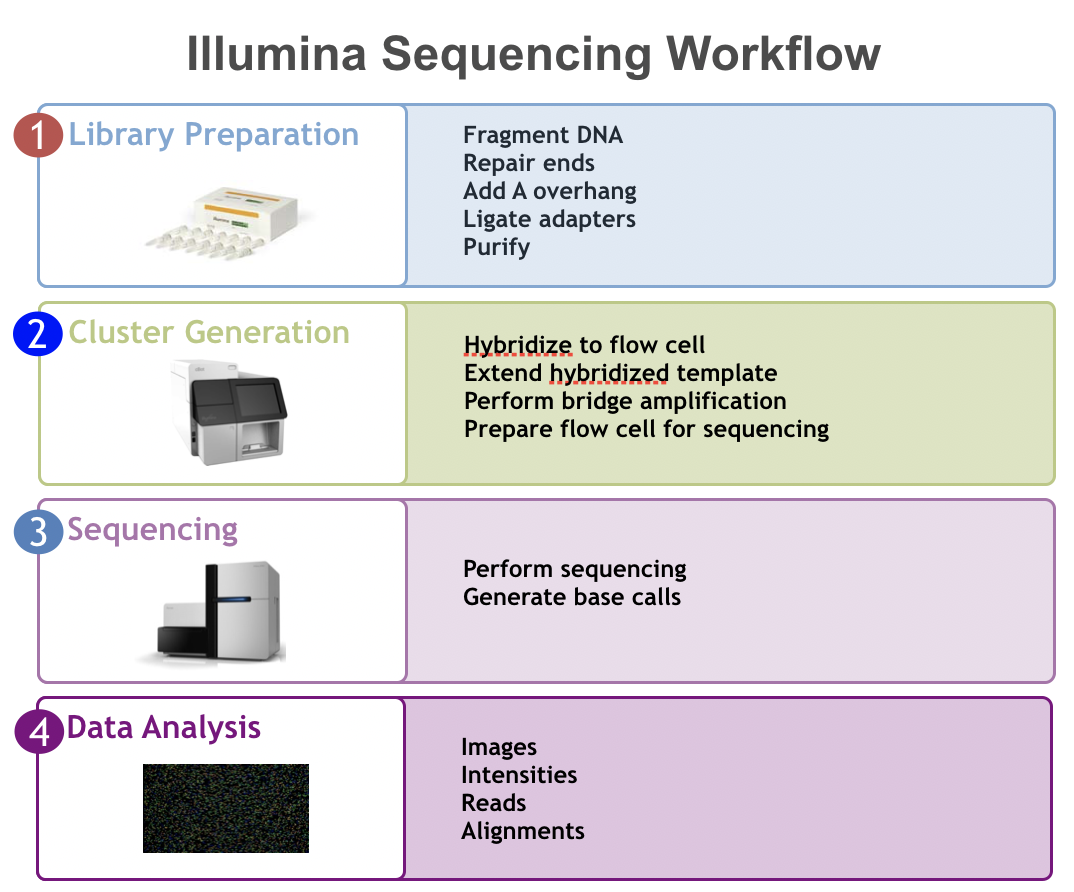 Illumina Sequencing Workflow
1
Library Preparation
illumina
Fragment DNA
Repair ends
Add A overhang
Ligate adapters
Purify
2
Cluster Generation
Hybridize to flow cell
Extend hybridized template
Perform bridge amplification
Prepare flow cell for sequencing
3
Sequencing
Perform sequencing
Generate base calls
4
Data Analysis
Images
Intensities
Reads
Alignments